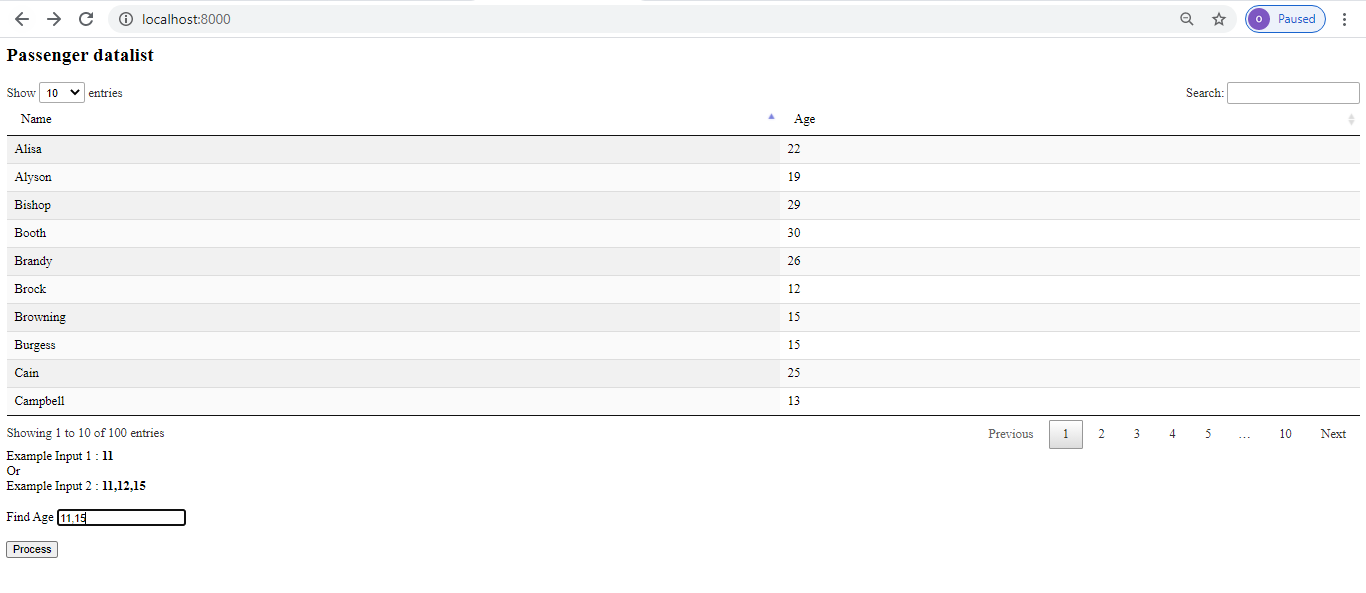 localhost:8000
O Paused
Passenger datalist
Show 10 entries Search:
Name Age
Alisa 22
Alyson 19
Bishop 29
Booth 30
Brandy 26
Brock 12
Browning 15
Burgess 15
Cain 25
Campbell 13
Showing 1 to 10 of 100 entries Previous 1 2 3 4 5 … 10 Next
Example Input 1 : 11
Or
Example Input 2 : 11,12,15
Find Age 11,15
Process